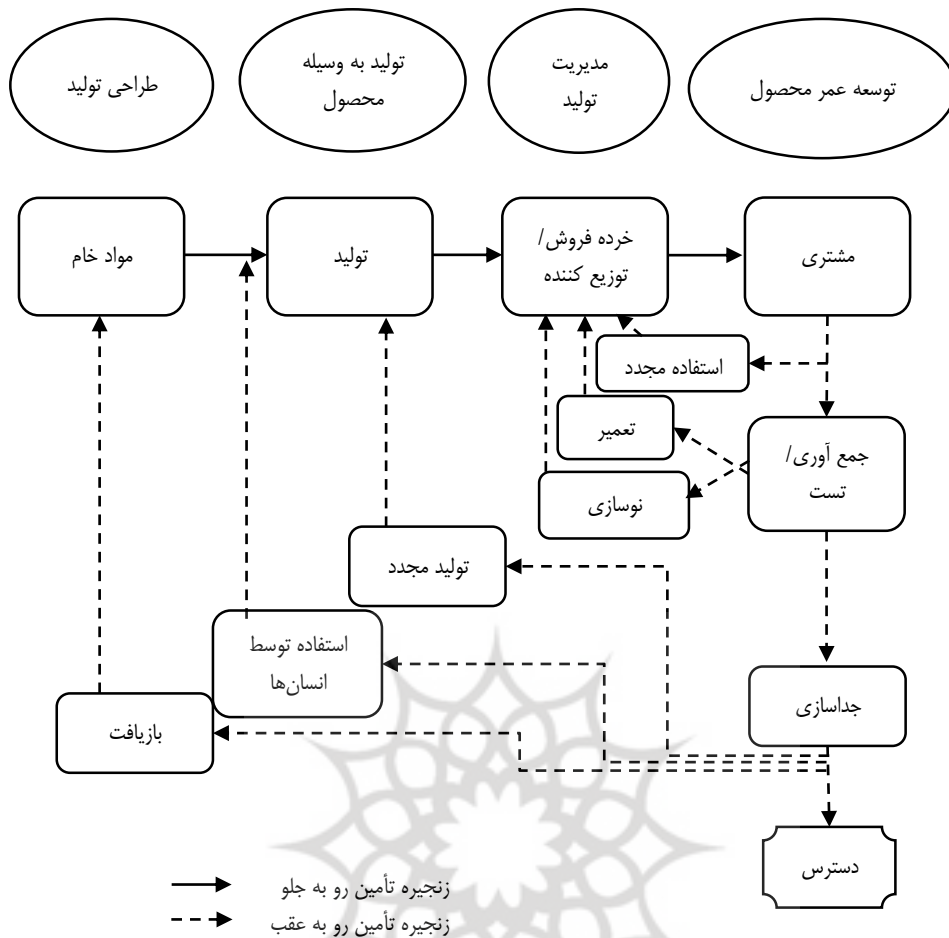 طراحی تولید
تولید به وسیله
محصول
مدیریت
تولید
توسعه عمر محصول
مواد خام
تولید
خرده فروش/
توزیع کننده
مشتری
استفاده مجدد
تعمیر
جمع آوری/
تست
نوسازی
تولید مجدد
استفاده توسط
انسان‌ها
بازیافت
جداسازی
دسترس
زنجیره تأمین رو به جلو
زنجیره تأمین رو به عقب